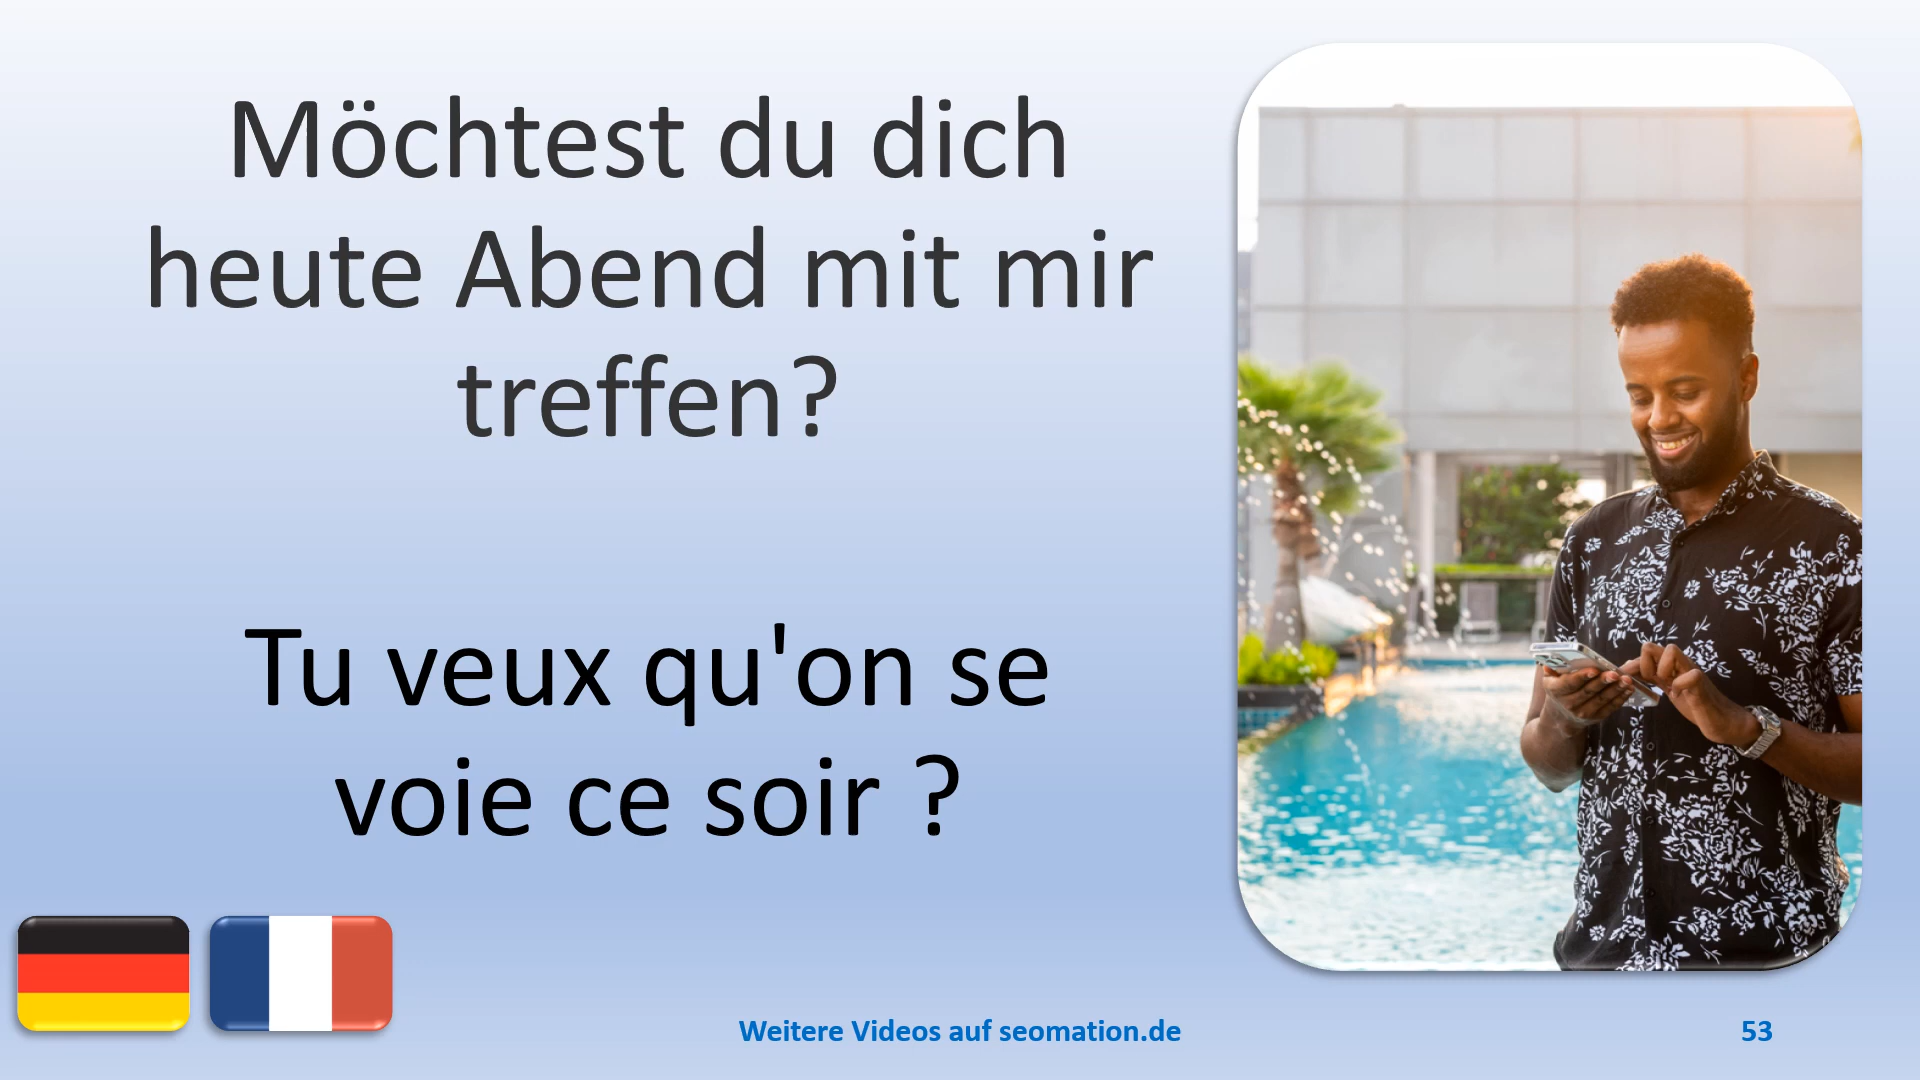 Möchtest du dich
heute Abend mit mir
treffen?
Tu veux qu'on se
voie ce soir ?
Weitere Videos auf seomation.de
53